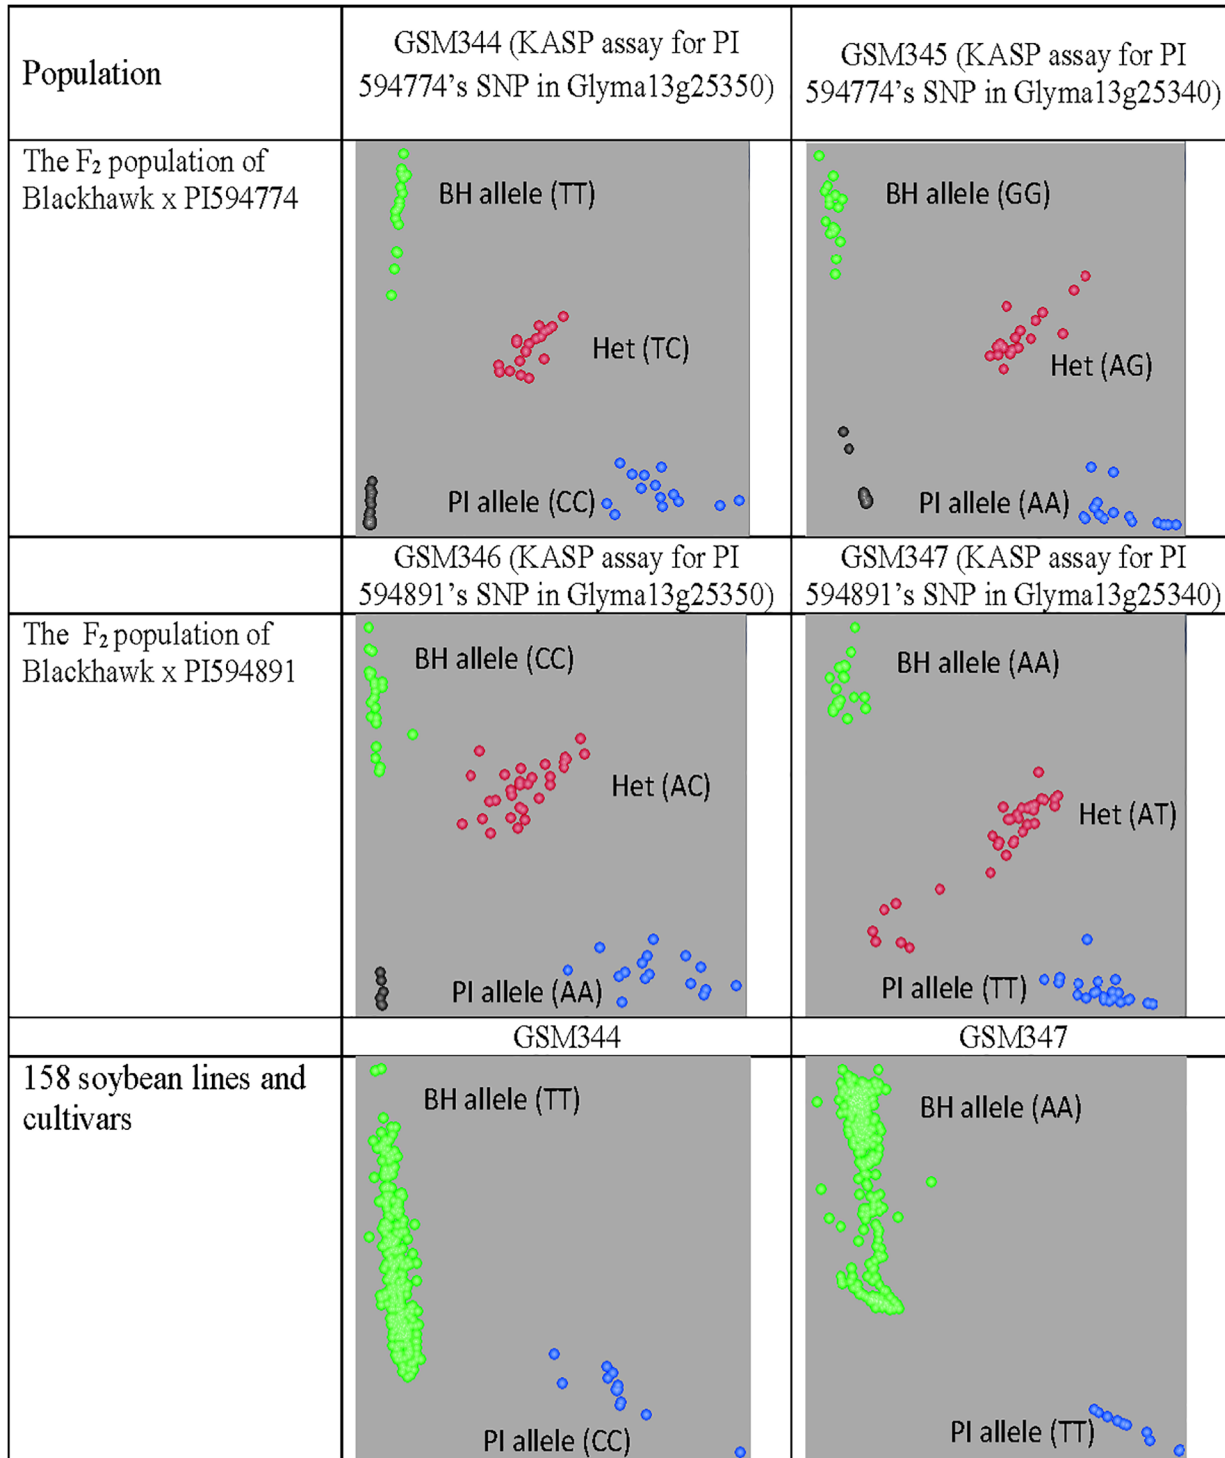 Population
GSM344 (KASP assay for PI
594774's SNP in Glyma13g25350)
GSM345 (KASP assay for PI
594774's SNP in Glyma13g25340)
The F₂ population of
Blackhawk x PI594774
BH allele (TT)
Het (TC)
PI allele (CC)
BH allele (GG)
Het (AG)
PI allele (AA)
GSM346 (KASP assay for PI
594891's SNP in Glyma13g25350)
GSM347 (KASP assay for PI
594891's SNP in Glyma13g25340)
The F₂ population of
Blackhawk x PI594891
BH allele (CC)
Het (AC)
PI allele (AA)
BH allele (AA)
Het (AT)
PI allele (TT)
GSM344
GSM347
158 soybean lines and
cultivars
BH allele (TT)
PI allele (CC)
BH allele (AA)
PI allele (TT)